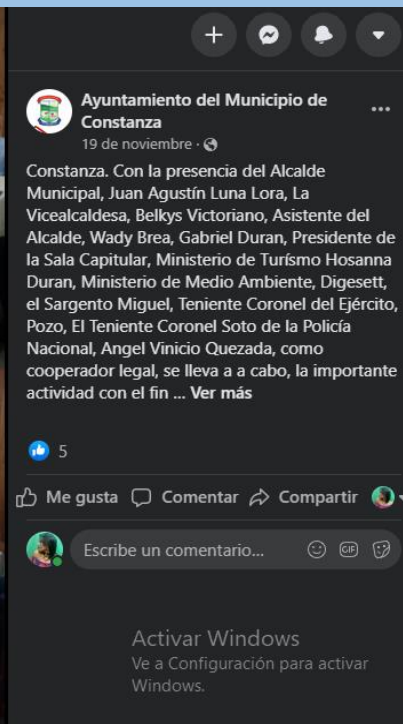 Ayuntamiento del Municipio de
Constanza
19 de noviembre ·
Constanza. Con la presencia del Alcalde
Municipal, Juan Agustín Luna Lora, La
Vicealcaldesa, Belkys Victoriano, Asistente del
Alcalde, Wady Brea, Gabriel Duran, Presidente de
la Sala Capitular, Ministerio de Turísmo Hosanna
Duran, Ministerio de Medio Ambiente, Digesett,
el Sargento Miguel, Teniente Coronel del Ejército,
Pozo, El Teniente Coronel Soto de la Policía
Nacional, Angel Vinicio Quezada, como
cooperador legal, se lleva a a cabo, la importante
actividad con el fin ... Ver más
5
Me gusta Comentar Compartir
Escribe un comentario... GIF
Activar Windows
Ve a Configuración para activar
Windows.